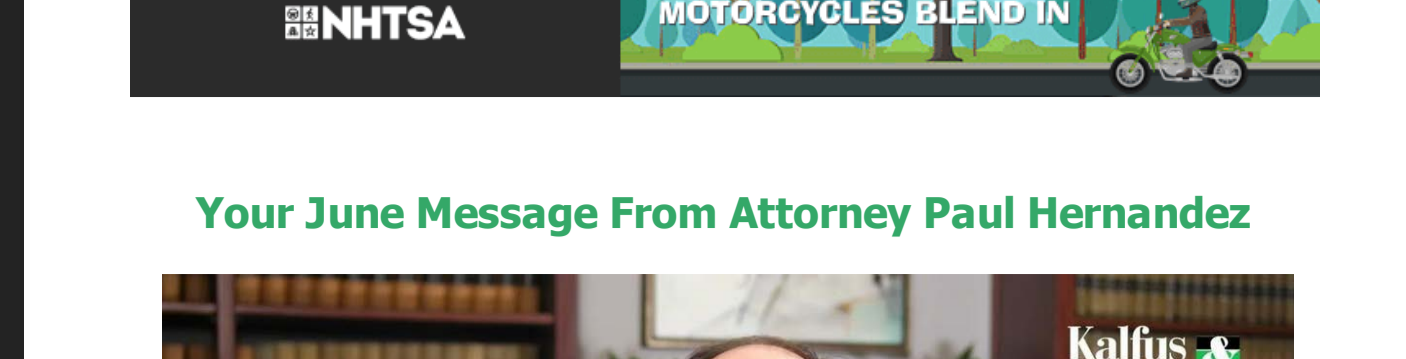 NHTSA
MOTORCYCLES BLEND IN
Your June Message From Attorney Paul Hernandez
Kalfus &